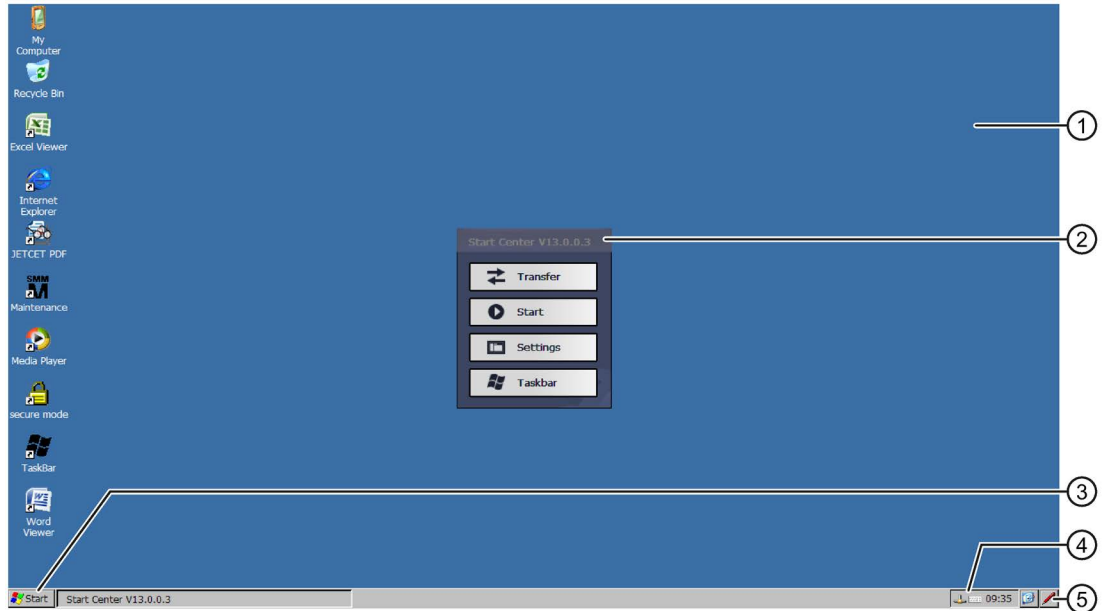 My
Computer
Recycle Bin
Excel Viewer
Internet
Explorer
JETCET PDF
SMM
Maintenance
Media Player
secure mode
TaskBar
Word
Viewer
Start Center V13.0.0.3
Transfer
Start
Settings
Taskbar
1
2
3
4
5
Start
Start Center V13.0.0.3
09:35